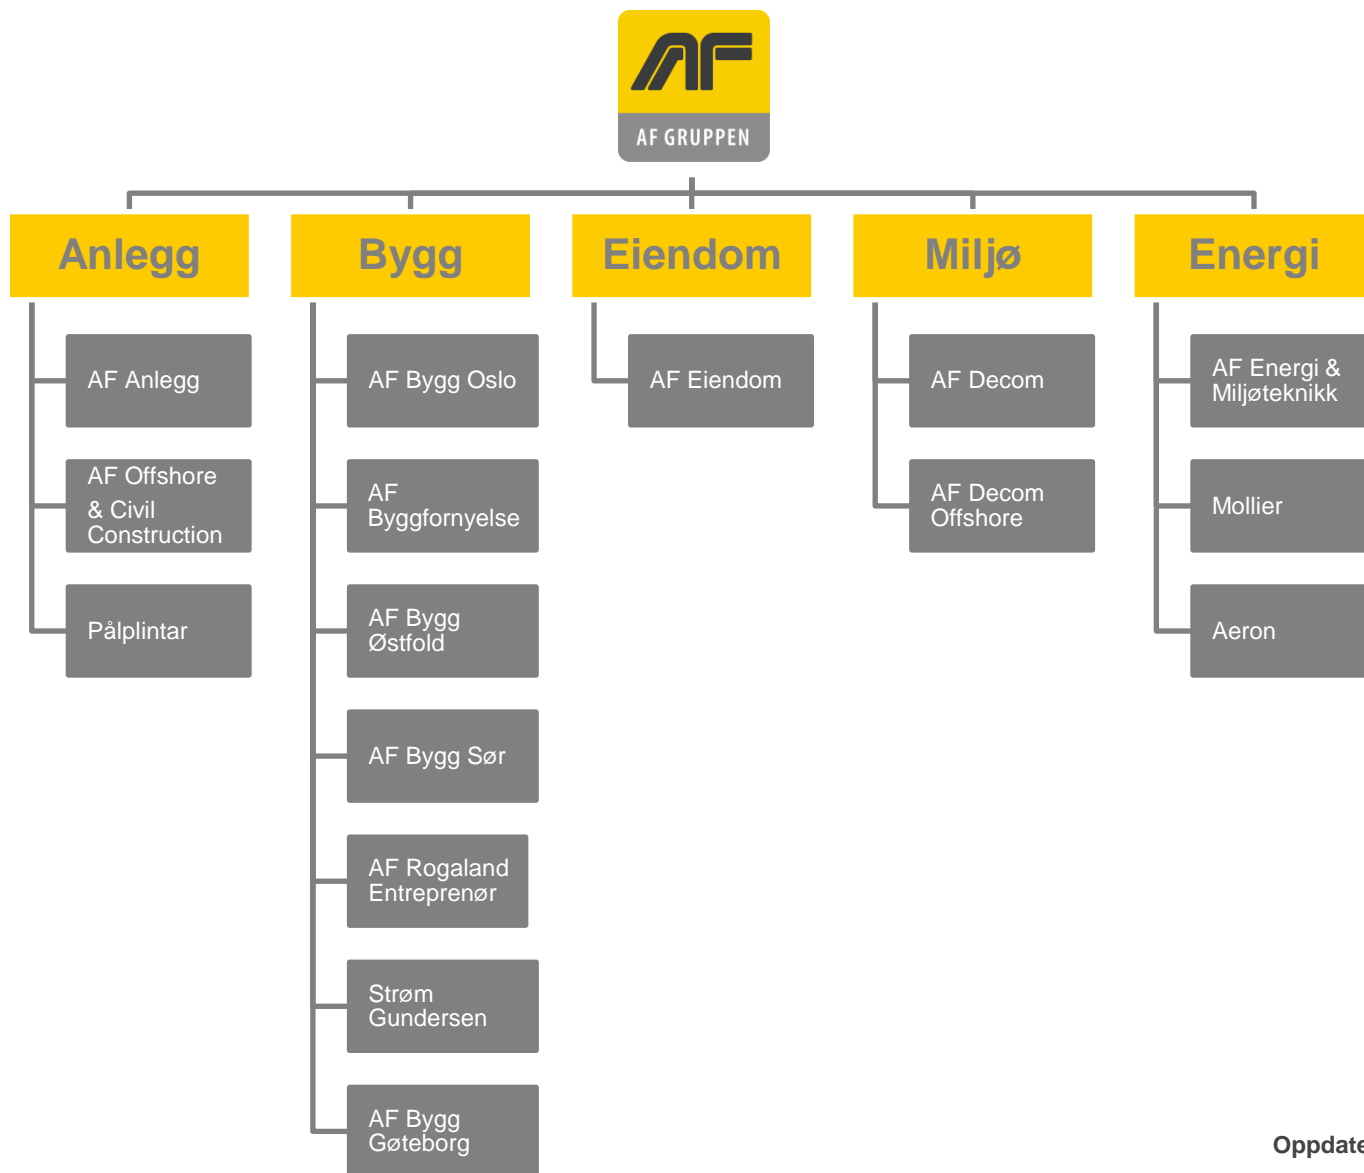 AF
AF GRUPPEN
Anlegg
AF Anlegg
AF Offshore
& Civil
Construction
Pålplintar
Bygg
AF Bygg Oslo
AF
Byggfornyelse
AF Bygg
Østfold
AF Bygg Sør
AF Rogaland
Entreprenør
Strøm
Gundersen
AF Bygg
Gøteborg
Eiendom
AF Eiendom
Miljø
AF Decom
AF Decom
Offshore
Energi
AF Energi &
Miljøteknikk
Mollier
Aeron